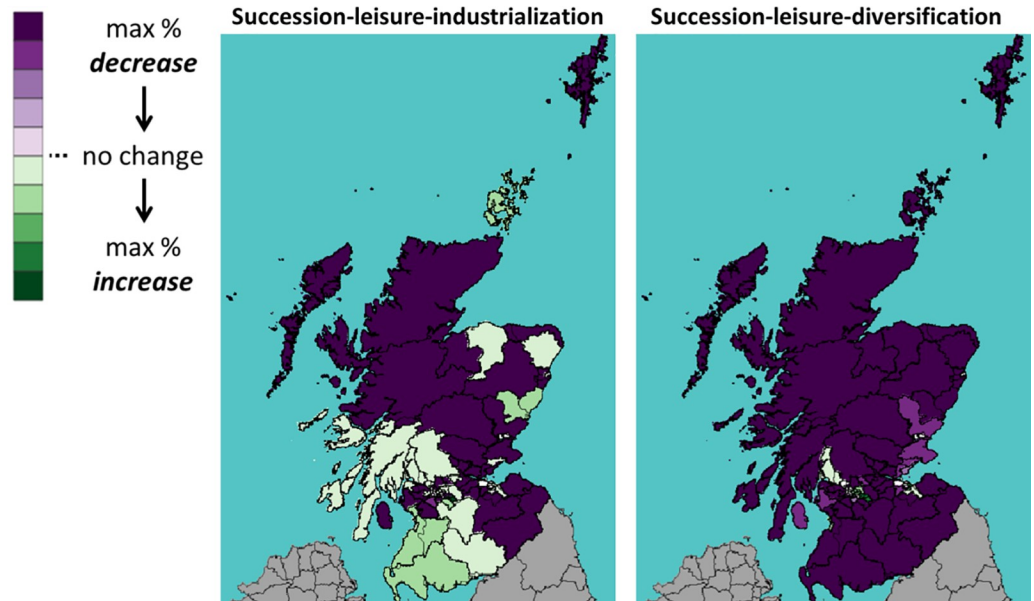 Succession-leisure-industrialization
Succession-leisure-diversification
max %
decrease
... no change
max %
increase